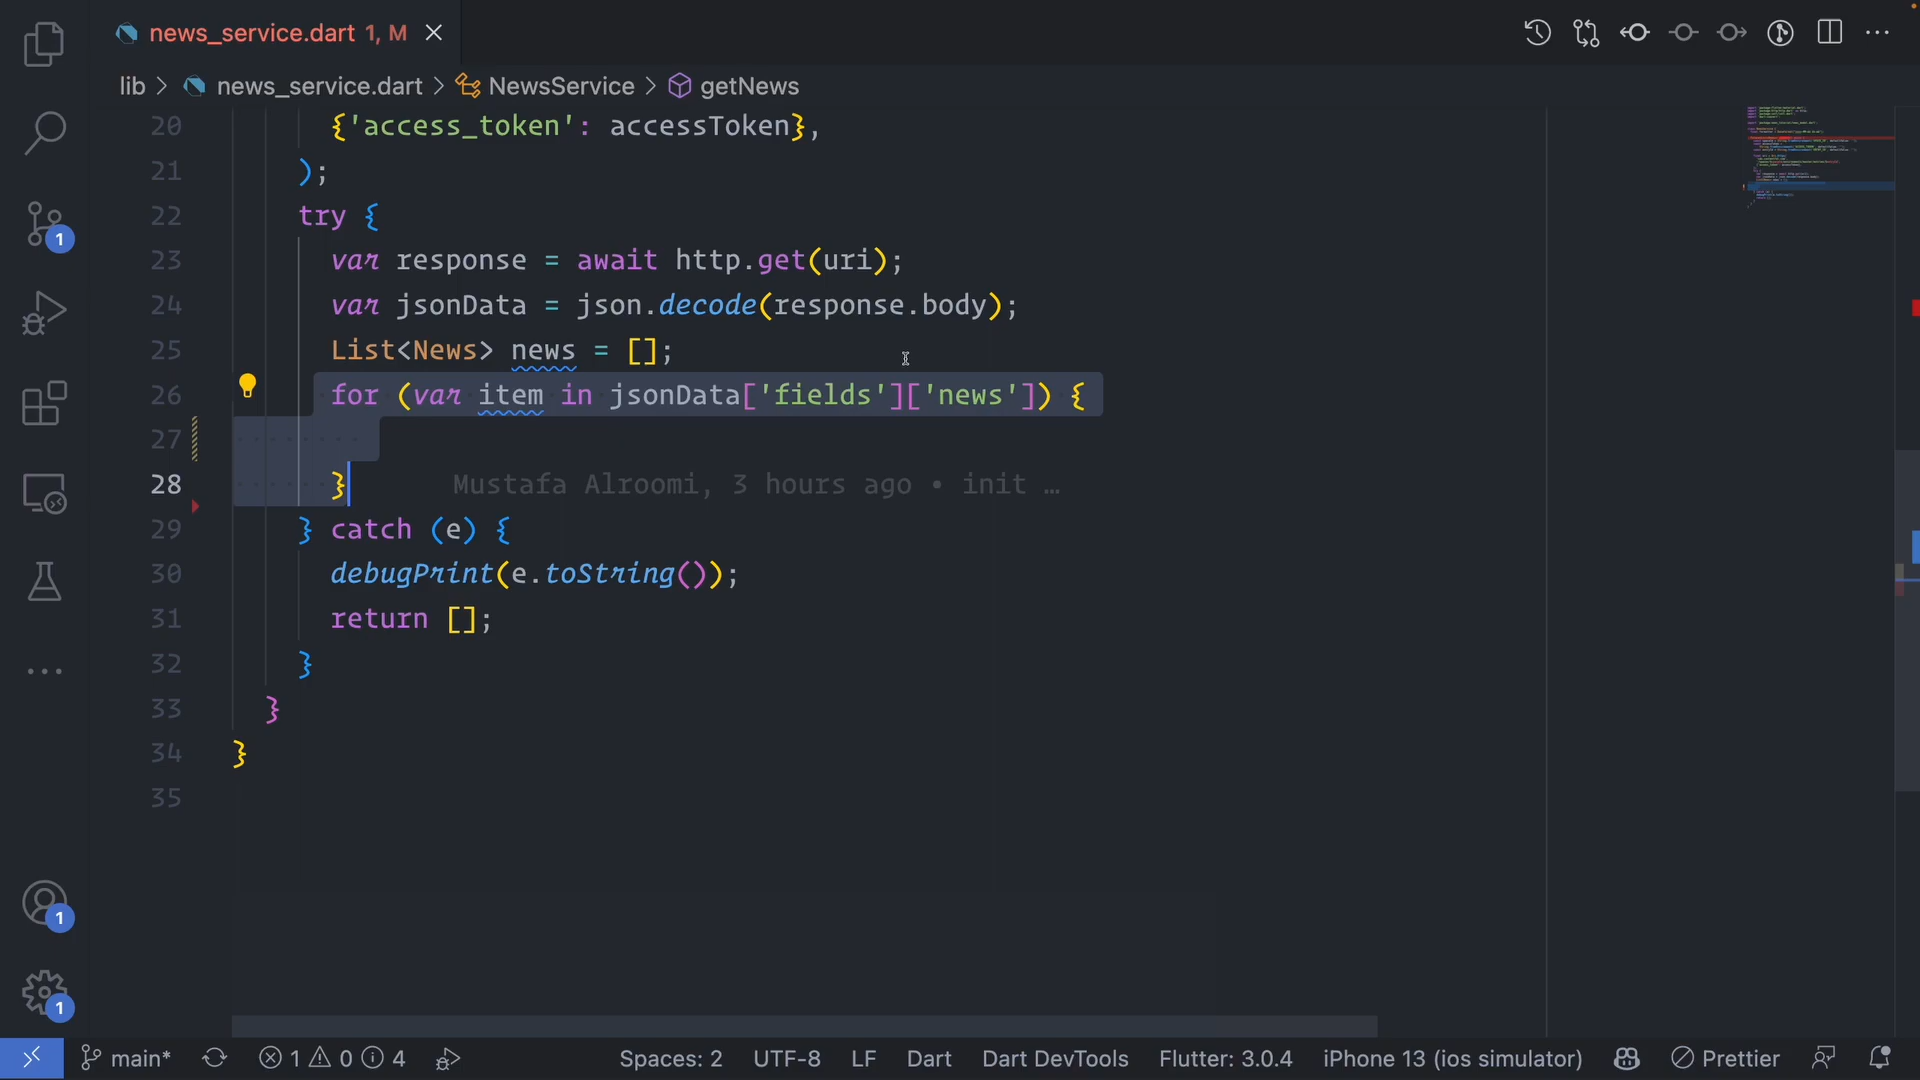 news_service.dart 1, M
lib > news_service.dart > NewsService > getNews
20 {'access_token': accessToken},
21 );
22 try {
23 var response = await http.get(uri);
24 var jsonData = json.decode(response.body);
25 List<News> news = [];
26 for (var item in jsonData['fields']['news']) {
27
28 } Mustafa Alroomi, 3 hours ago • init …
29 } catch (e) {
30 debugPrint(e.toString());
31 return [];
32 }
33 }
34 }
35
1
1
1
main* 1 0 4 Spaces: 2 UTF-8 LF Dart Dart DevTools Flutter: 3.0.4 iPhone 13 (ios simulator) Prettier